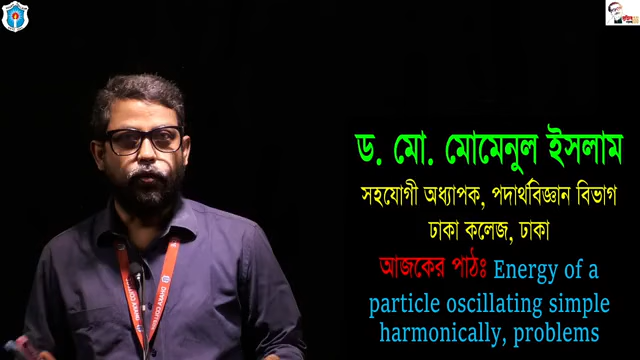 ড. মো. মোমেনুল ইসলাম
সহযোগী অধ্যাপক, পদার্থবিজ্ঞান বিভাগ
ঢাকা কলেজ, ঢাকা
আজকের পাঠঃ Energy of a
particle oscillating simple
harmonically, problems